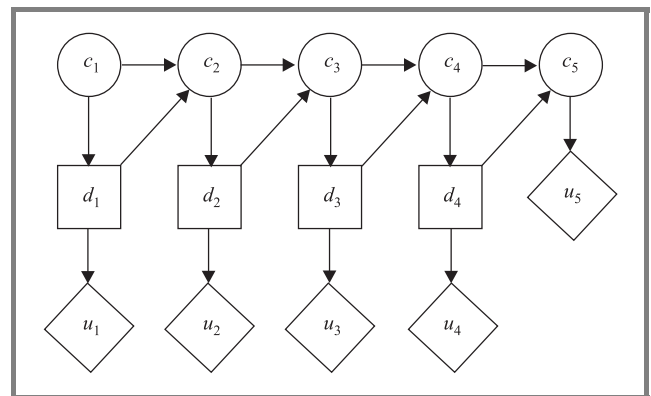 c₁ c₂ c₃ c₄ c₅
d₁ d₂ d₃ d₄ u₅
u₁ u₂ u₃ u₄